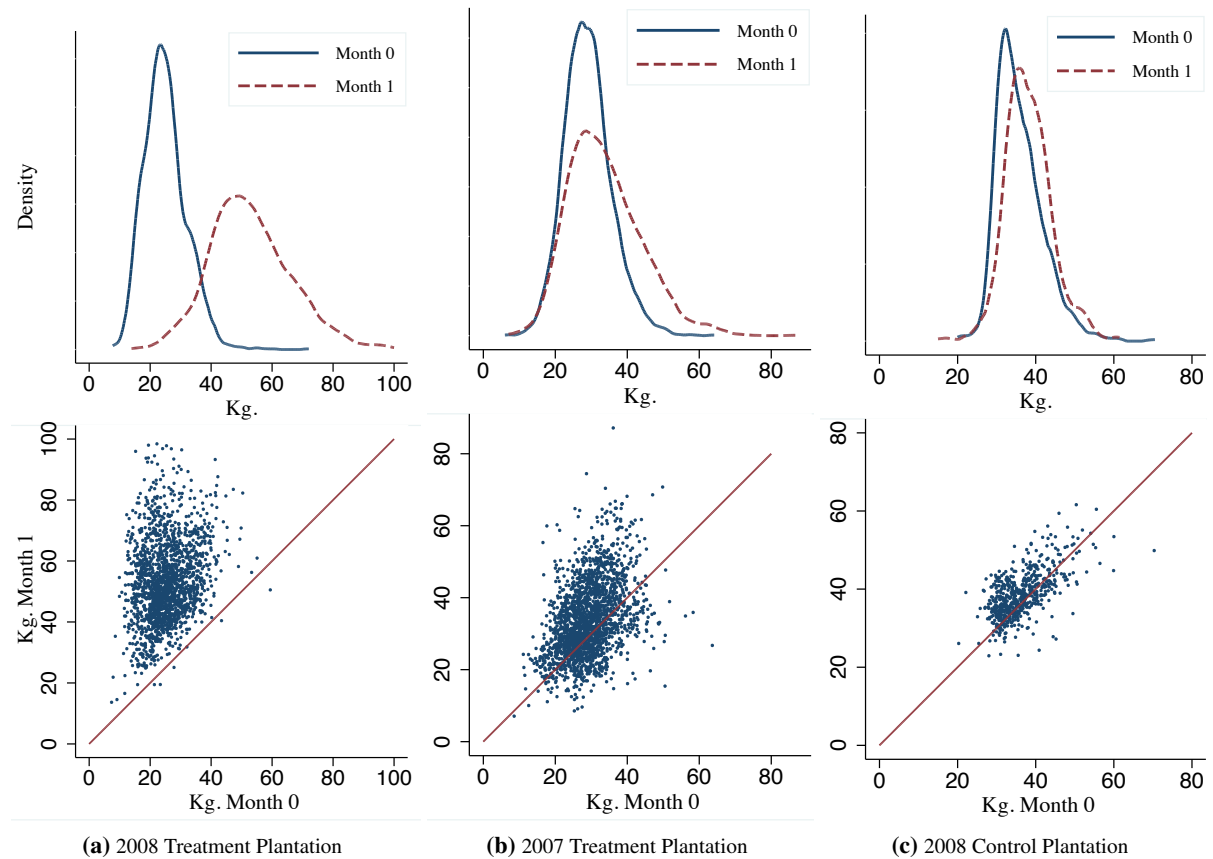 Month 0
Month 1
Density
0 20 40 60 80 100
Kg.
Month 0
Month 1
0 20 40 60 80
Kg.
Month 0
Month 1
0 20 40 60 80
Kg.
Kg. Month 1
0 20 40 60 80 100
0 20 40 60 80 100
Kg. Month 0
0 20 40 60 80
0 20 40 60 80
Kg. Month 0
0 20 40 60 80
0 20 40 60 80
Kg. Month 0
(a) 2008 Treatment Plantation
(b) 2007 Treatment Plantation
(c) 2008 Control Plantation